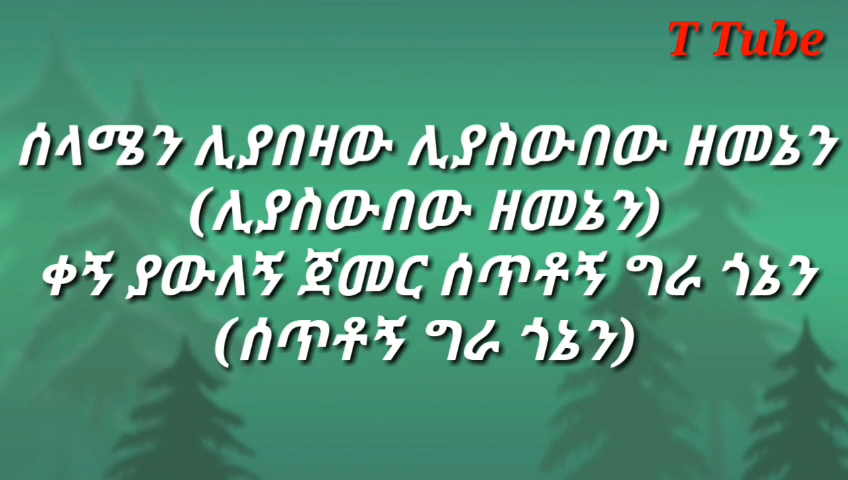 T Tube
ሰላሜን ሊያበዛው ሊያስውበው ዘመኔን
(ሊያስውበው ዘመኔን)
ቀኝ ያውለኝ ጀመር ሰጥቶኝ ግራ ጎኔን
(ሰጥቶኝ ግራ ጎኔን)